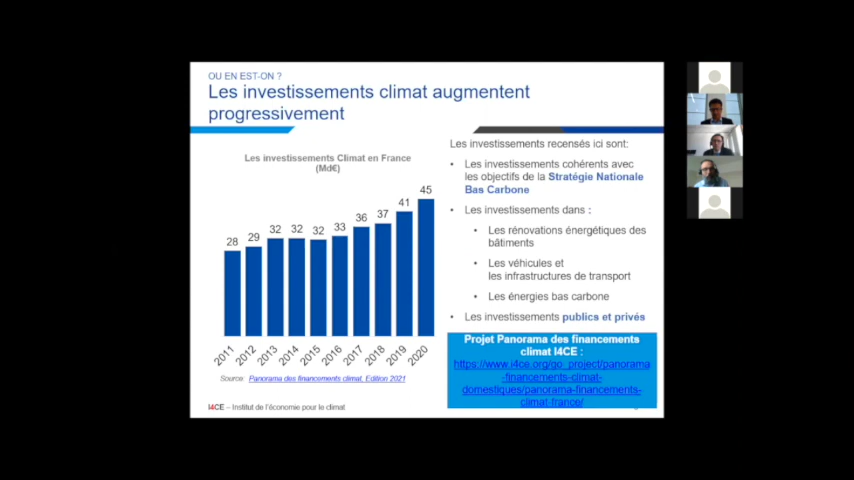 OU EN EST-ON ?
Les investissements climat augmentent
progressivement
Les investissements Climat en France
(Md€)
28
29
32
32
32
33
36
37
41
45
2011
2012
2013
2014
2015
2016
2017
2018
2019
2020
Source: Panorama des financements climat, Edition 2021
I4CE – Institut de l'économie pour le climat
Les investissements recensés ici sont:
• Les investissements cohérents avec
les objectifs de la Stratégie Nationale
Bas Carbone
• Les investissements dans :
• Les rénovations énergétiques des
bâtiments
• Les véhicules et
les infrastructures de transport
• Les énergies bas carbone
• Les investissements publics et privés
Projet Panorama des financements
climat I4CE :
https://www.i4ce.org/go_project/panorama
-financements-climat-
domestiques/panorama-financements-
climat-france/